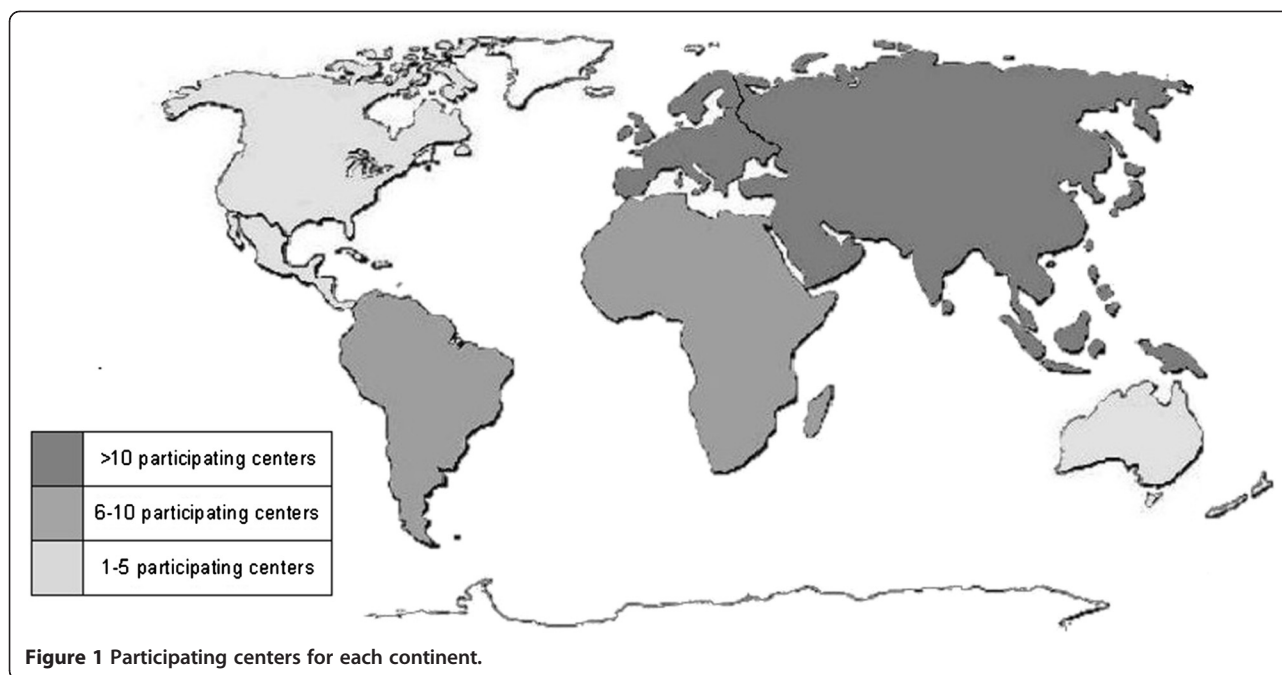 >10 participating centers
6-10 participating centers
1-5 participating centers
Figure 1 Participating centers for each continent.